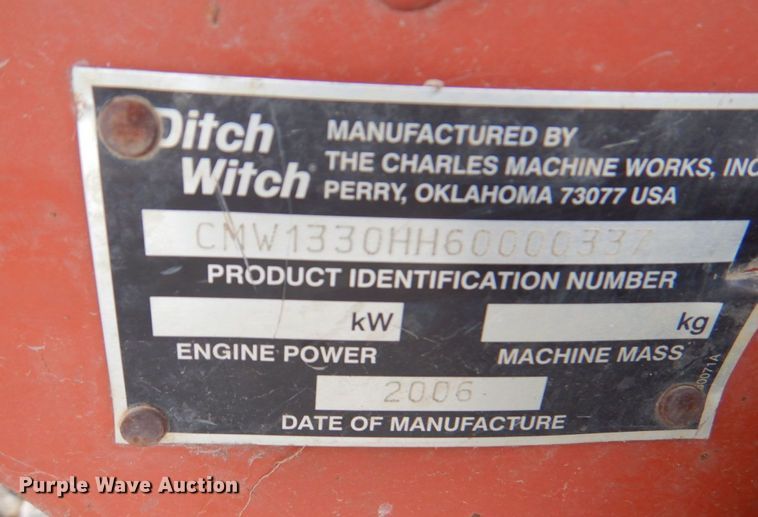 Ditch
Witch®
MANUFACTURED BY
THE CHARLES MACHINE WORKS, INC
PERRY, OKLAHOMA 73077 USA
CMW1330HH60000337
PRODUCT IDENTIFICATION NUMBER
kW
kg
ENGINE POWER
MACHINE MASS
2006
DATE OF MANUFACTURE
Purple Wave Auction